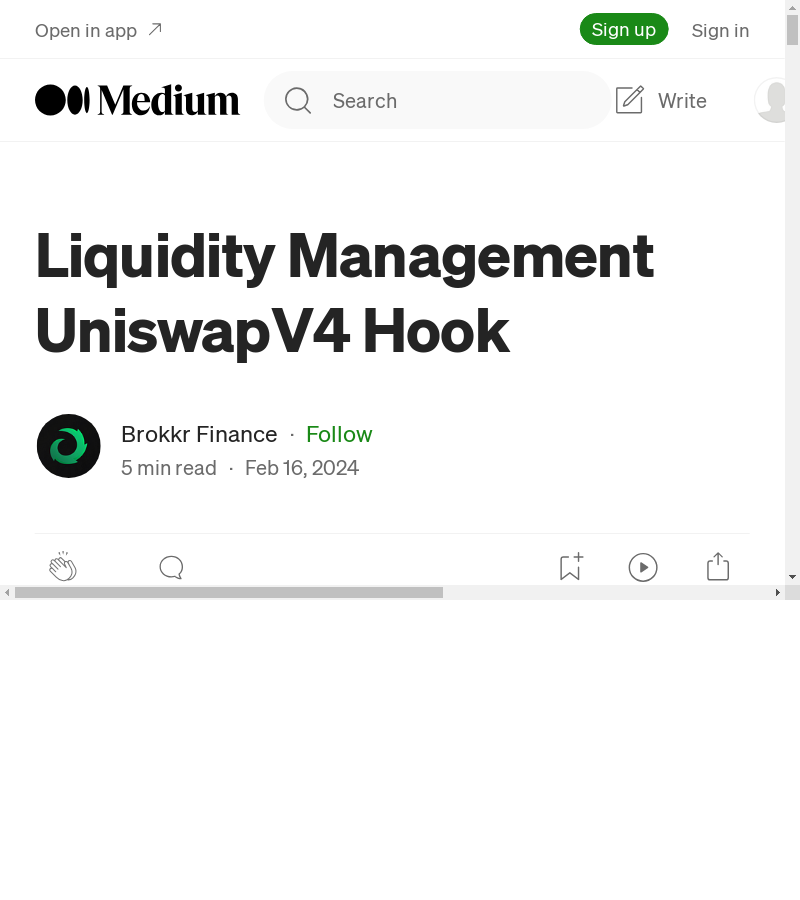 Open in app
Sign up
Sign in
Medium
Search
Write
Liquidity Management
UniswapV4 Hook
Brokkr Finance · Follow
5 min read · Feb 16, 2024